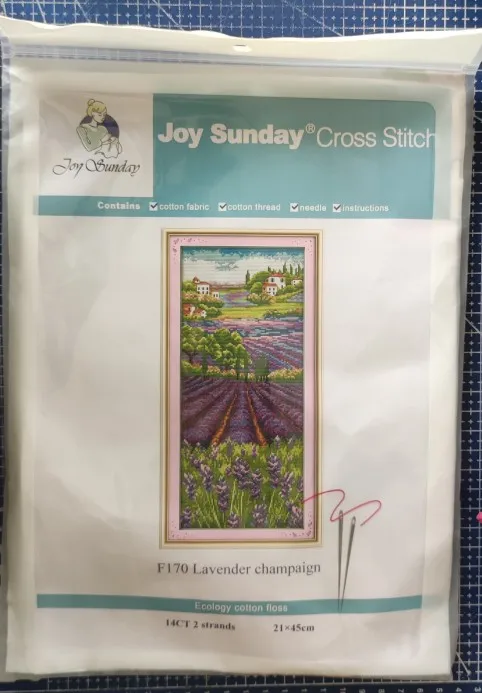 Joy Sunday® Cross Stitch
Joy Sunday
Contains ☑cotton fabric ☑cotton thread ☑needle ☑instructions
F170 Lavender champaign
Ecology cotton floss
14CT 2 strands 21×45cm